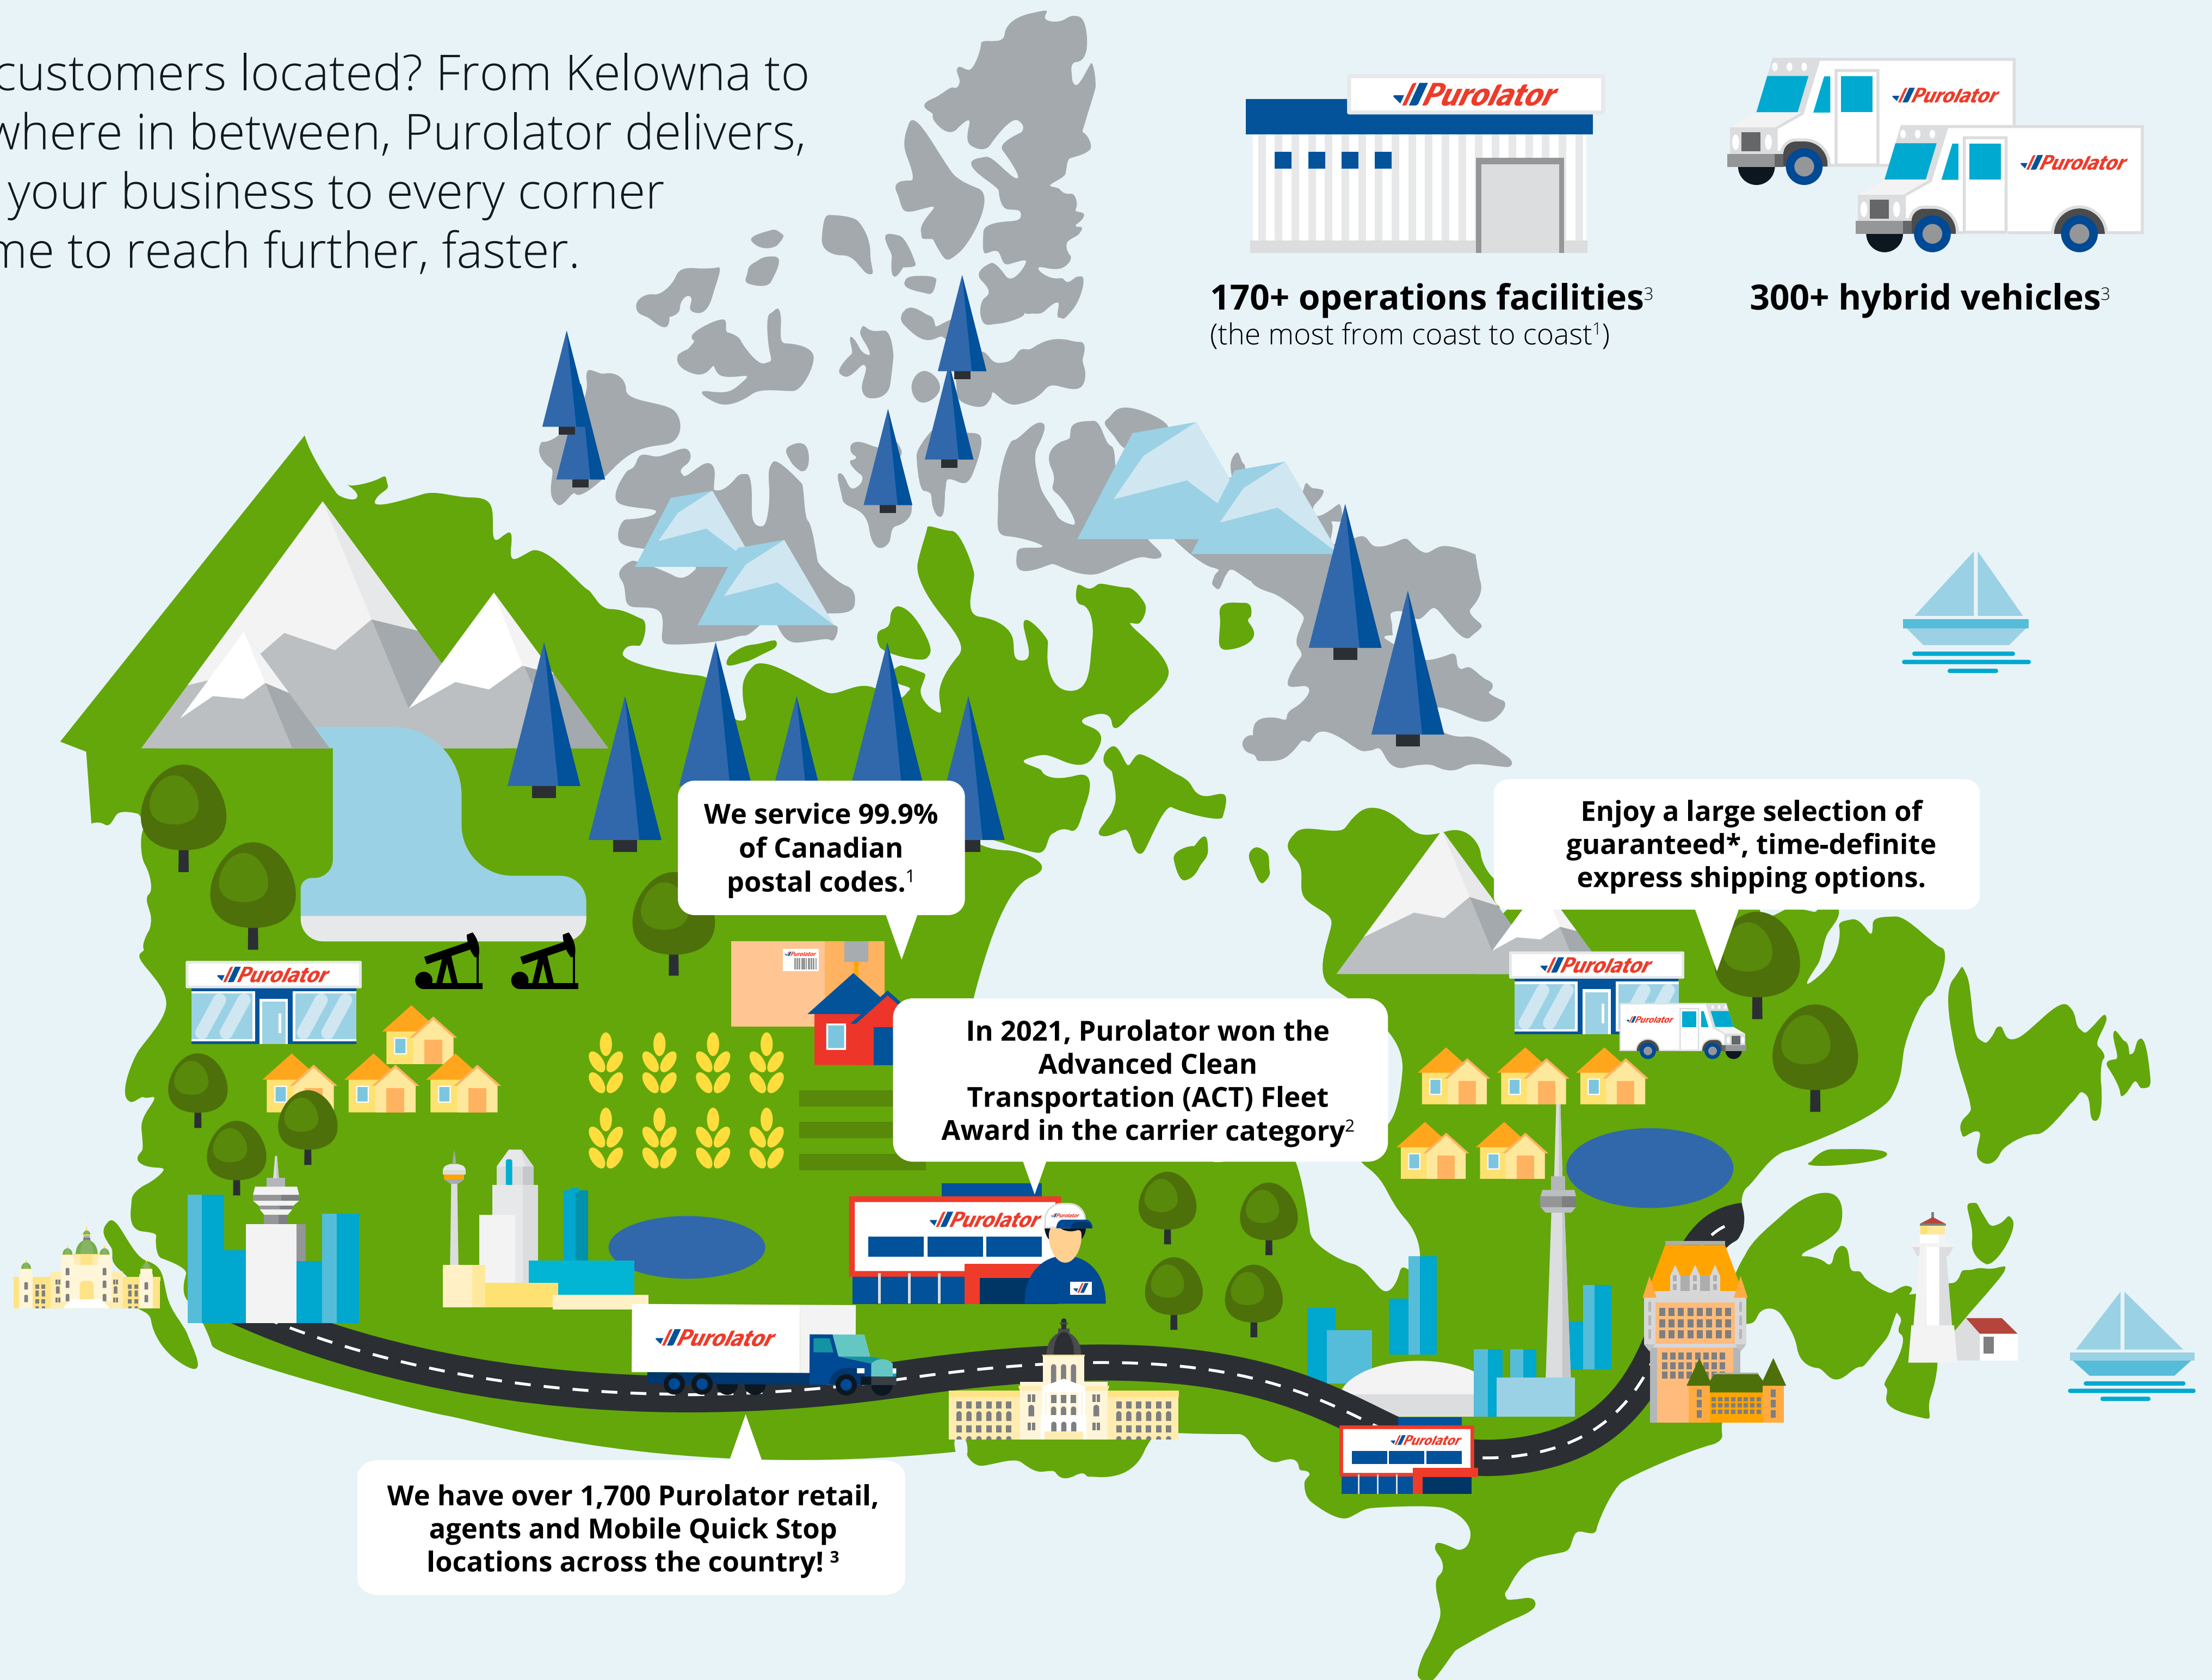 customers located? From Kelowna to
where in between, Purolator delivers,
your business to every corner
me to reach further, faster.
Purolator
170+ operations facilities3
(the most from coast to coast1)
Purolator
Purolator
300+ hybrid vehicles3
We service 99.9%
of Canadian
postal codes.1
Enjoy a large selection of
guaranteed*, time-definite
express shipping options.
Purolator
Purolator
Purolator
Purolator
In 2021, Purolator won the
Advanced Clean
Transportation (ACT) Fleet
Award in the carrier category2
Purolator
Purolator
Purolator
Purolator
We have over 1,700 Purolator retail,
agents and Mobile Quick Stop
locations across the country! 3